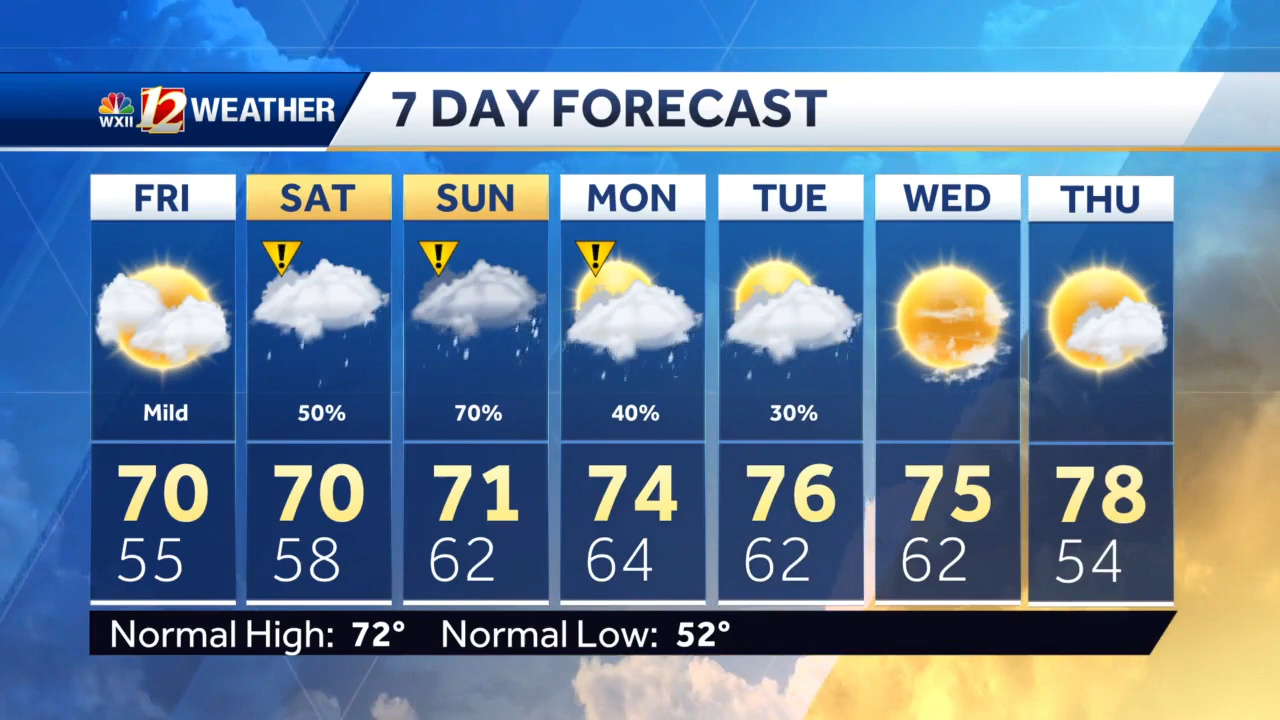 WXII 12 WEATHER
7 DAY FORECAST
FRI SAT SUN MON TUE WED THU
! ! !
Mild 50% 70% 40% 30%
70 70 71 74 76 75 78
55 58 62 64 62 62 54
Normal High: 72° Normal Low: 52°